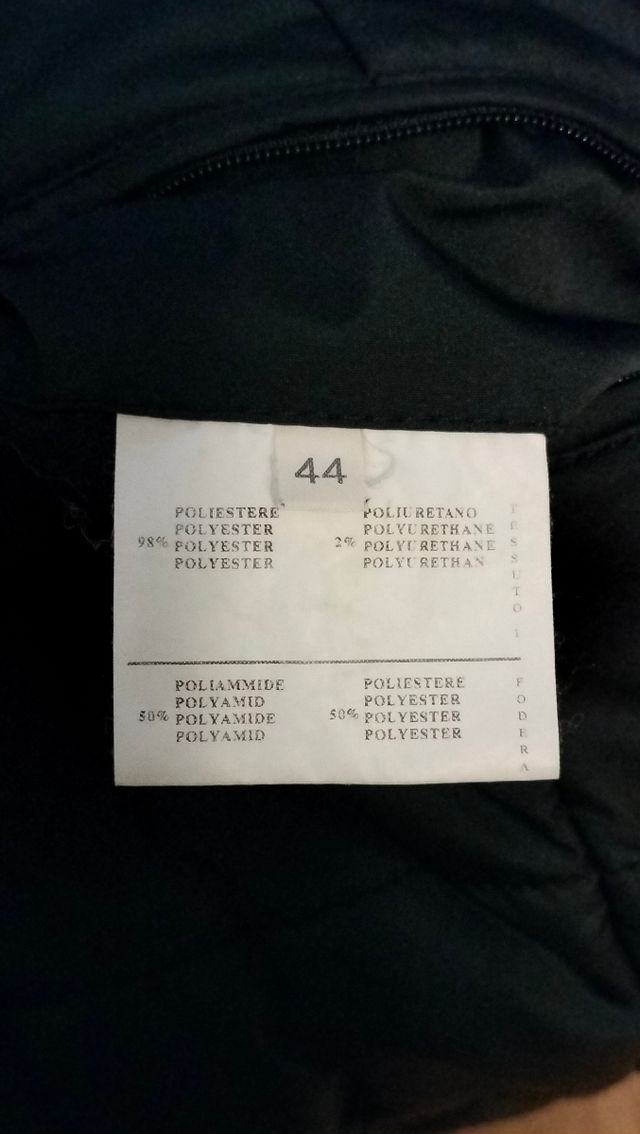 44
POLIESTERE POLIURETANO
POLYESTER POLYURETHANE
98% POLYESTER 2% POLYURETHANE
POLYESTER POLYURETHAN
TESSUTO 1
POLIAMMIDE POLIESTERE
POLYAMID POLYESTER
50% POLYAMIDE 50% POLYESTER
POLYAMID POLYESTER
FODERA